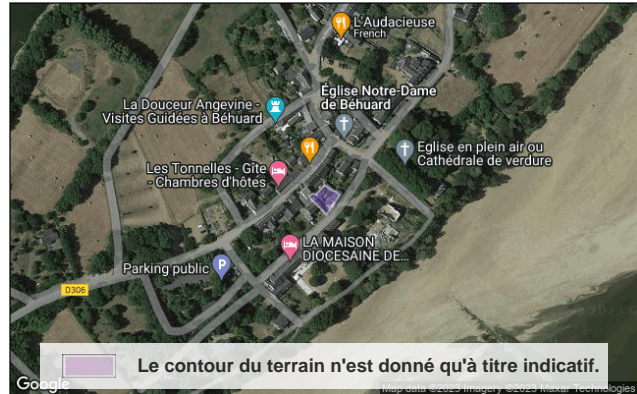 L'Audacieuse
French
Église Notre-Dame
de Béhuard
La Douceur Angevine -
Visites Guidées à Béhuard
Eglise en plein air ou
Cathédrale de verdure
Les Tonnelles - Gîte
- Chambres d'hôtes
LA MAISON
DIOCESAINE DE...
Parking public
P
D306
Le contour du terrain n'est donné qu'à titre indicatif.
Google
Map data ©2023 Imagery ©2023 Maxar Technologies